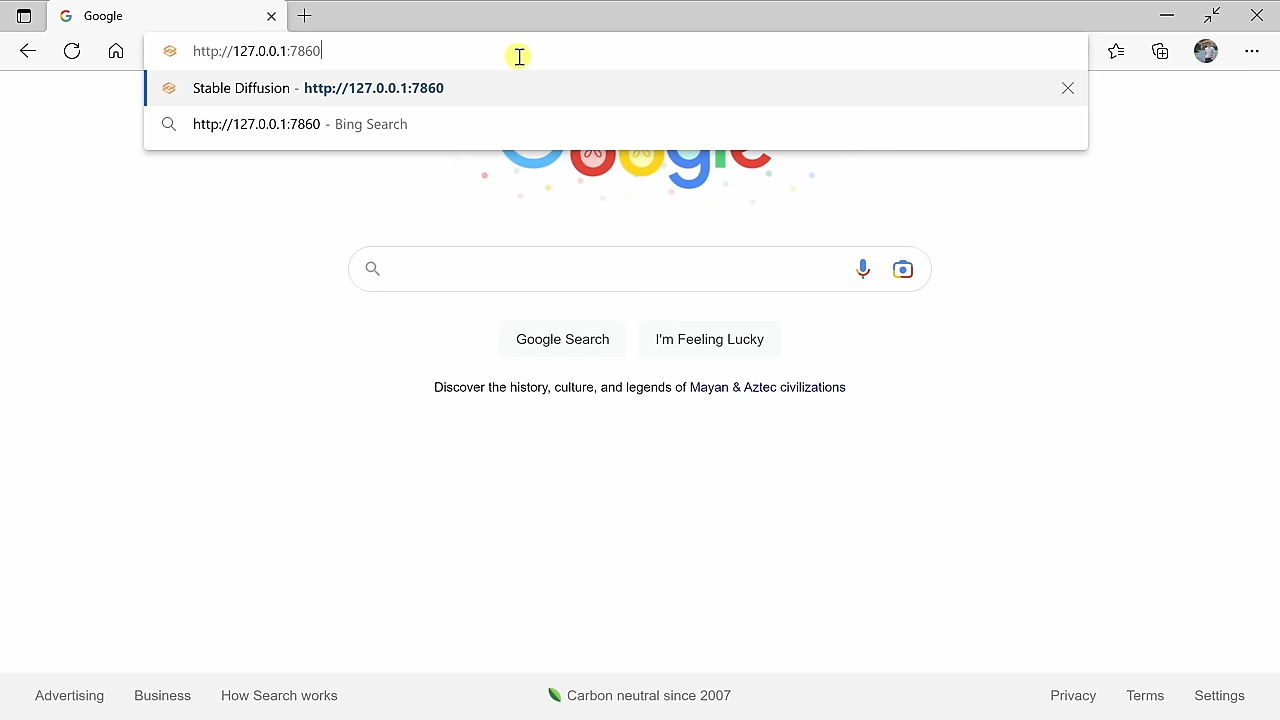 Google
http://127.0.0.1:7860
Stable Diffusion - http://127.0.0.1:7860
http://127.0.0.1:7860 - Bing Search
Google
Google Search
I'm Feeling Lucky
Discover the history, culture, and legends of Mayan & Aztec civilizations
Advertising
Business
How Search works
Carbon neutral since 2007
Privacy
Terms
Settings